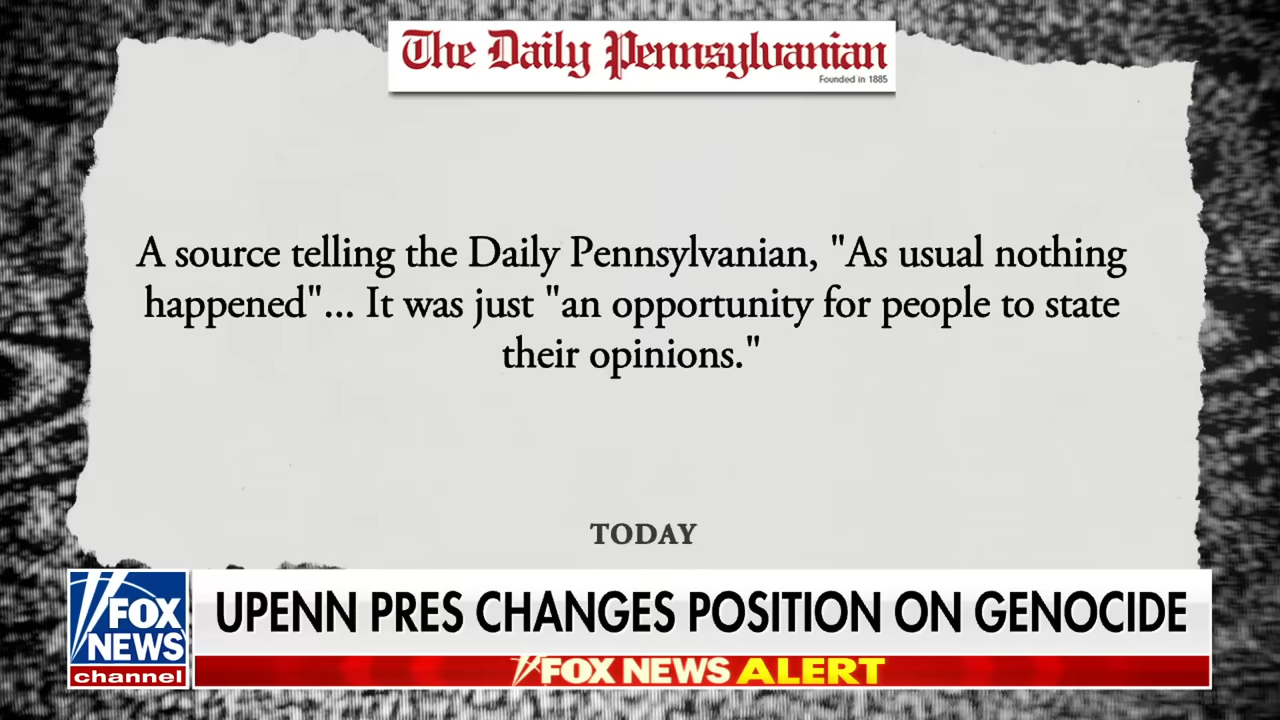 The Daily Pennsylvanian
Founded in 1885
A source telling the Daily Pennsylvanian, "As usual nothing
happened"... It was just "an opportunity for people to state
their opinions."
TODAY
FOX
NEWS
channel
UPENN PRES CHANGES POSITION ON GENOCIDE
FOX NEWS ALERT